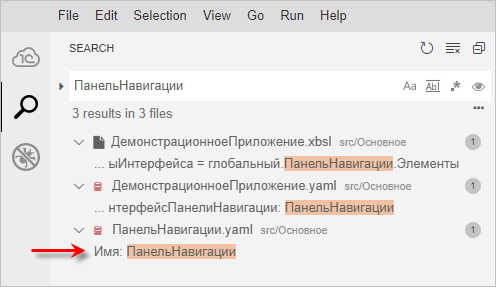 File Edit Selection View Go Run Help
1C
SEARCH
ПанельНавигации Aa Abl .*
3 results in 3 files
ДемонстрационноеПриложение.xbsl src/Основное 1
... ыИнтерфейса = глобальный.ПанельНавигации.Элементы
ДемонстрационноеПриложение.yaml src/Основное 1
... нтерфейсПанелиНавигации: ПанельНавигации
ПанельНавигации.yaml src/Основное 1
Имя: ПанельНавигации